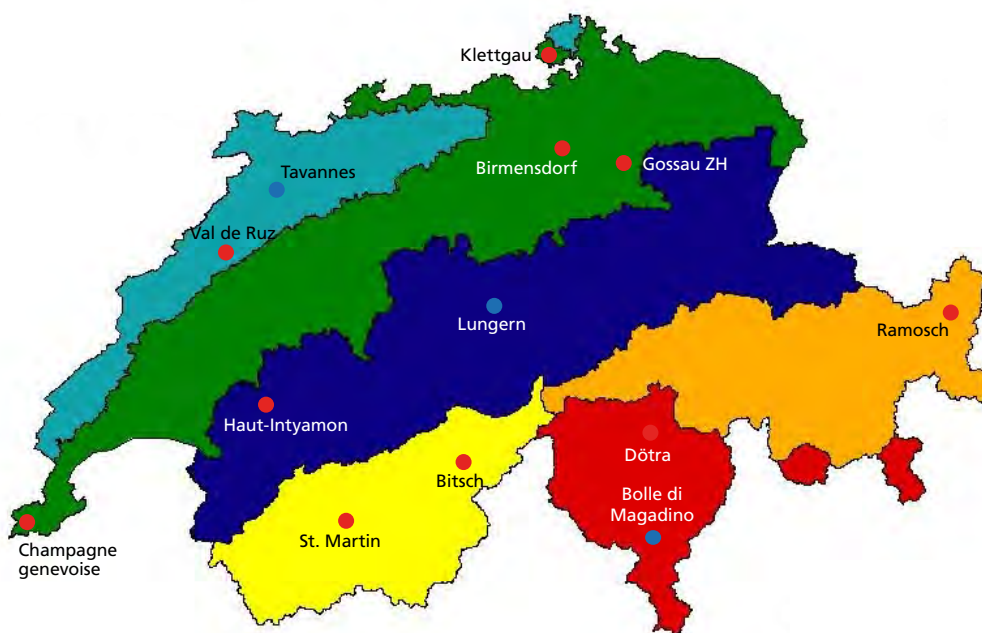 Klettgau
Birmensdorf
Gossau ZH
Tavannes
Val de Ruz
Lungern
Ramosch
Haut-Intyamon
Dötra
Bitsch
Bolle di
Magadino
St. Martin
Champagne
genevoise